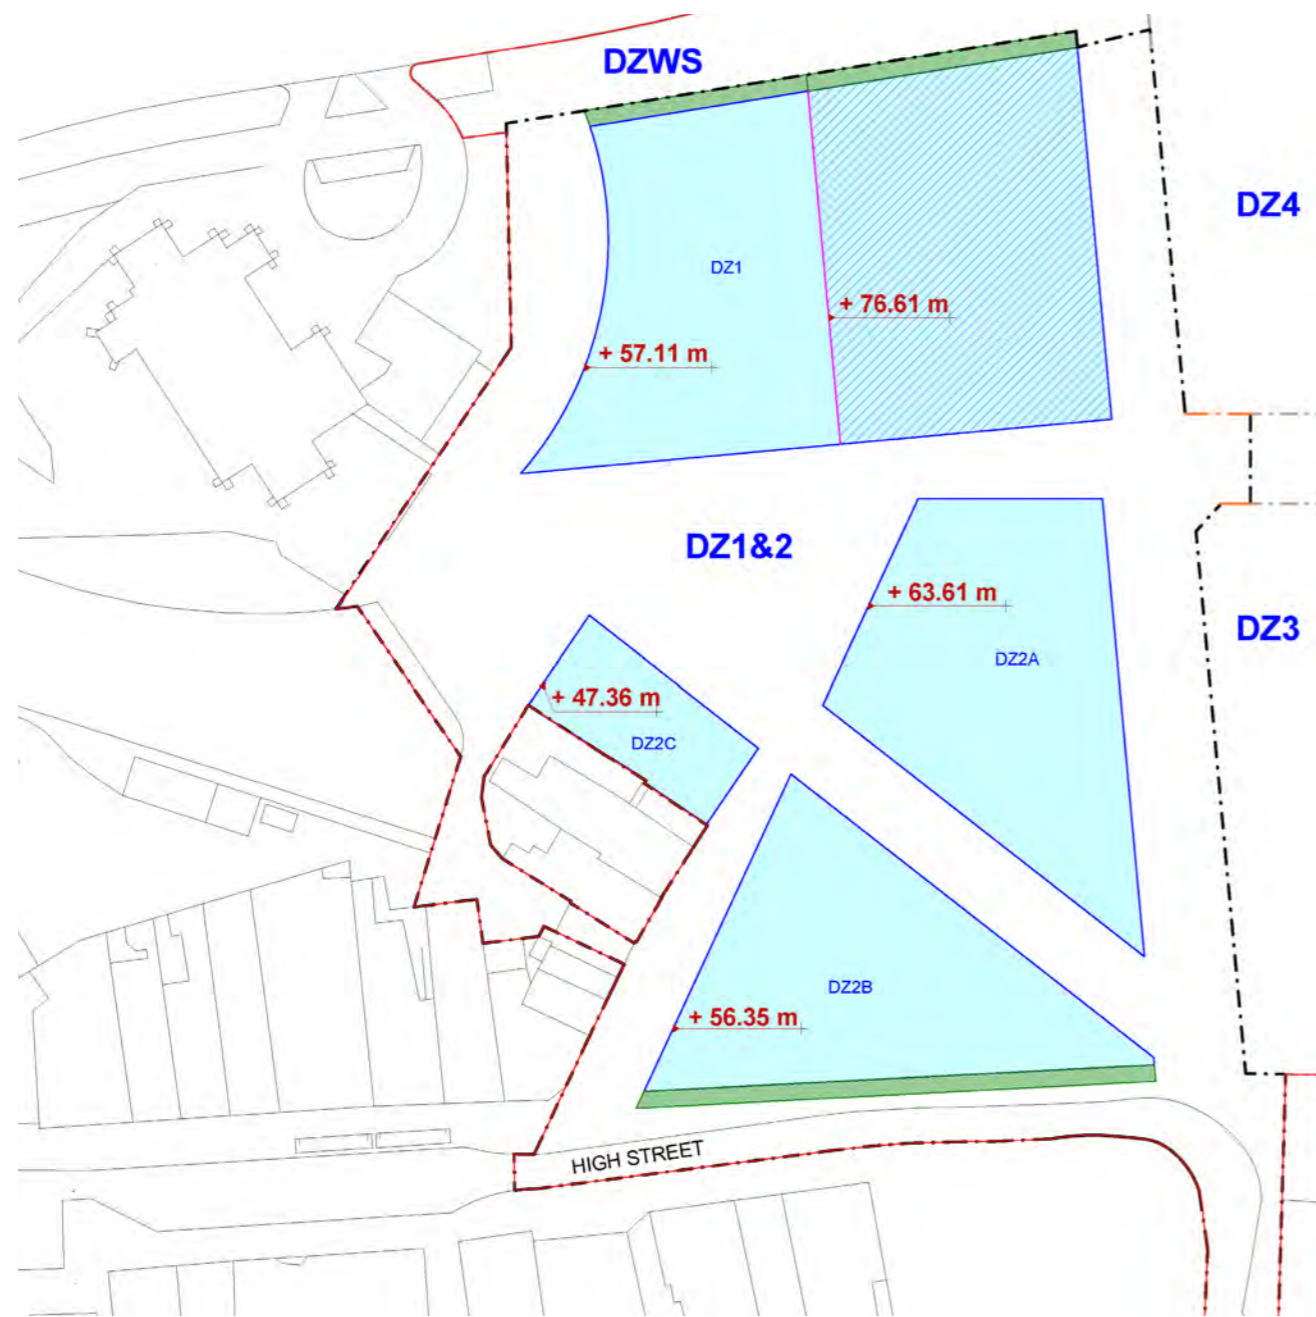 DZWS
DZ4
DZ1
+ 76.61 m
+ 57.11 m
DZ1&2
+ 63.61 m
DZ3
DZ2A
+ 47.36 m
DZ2C
DZ2B
+ 56.35 m
HIGH STREET